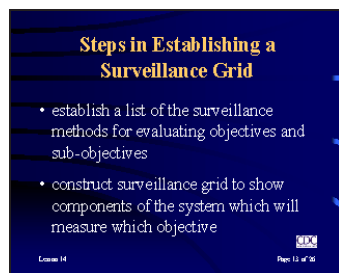 Steps in Establishing a
Surveillance Grid
• establish a list of the surveillance
methods for evaluating objectives and
sub-objectives
• construct surveillance grid to show
components of the system which will
measure which objective
CDC
Lesson 14
Page 13 of 26